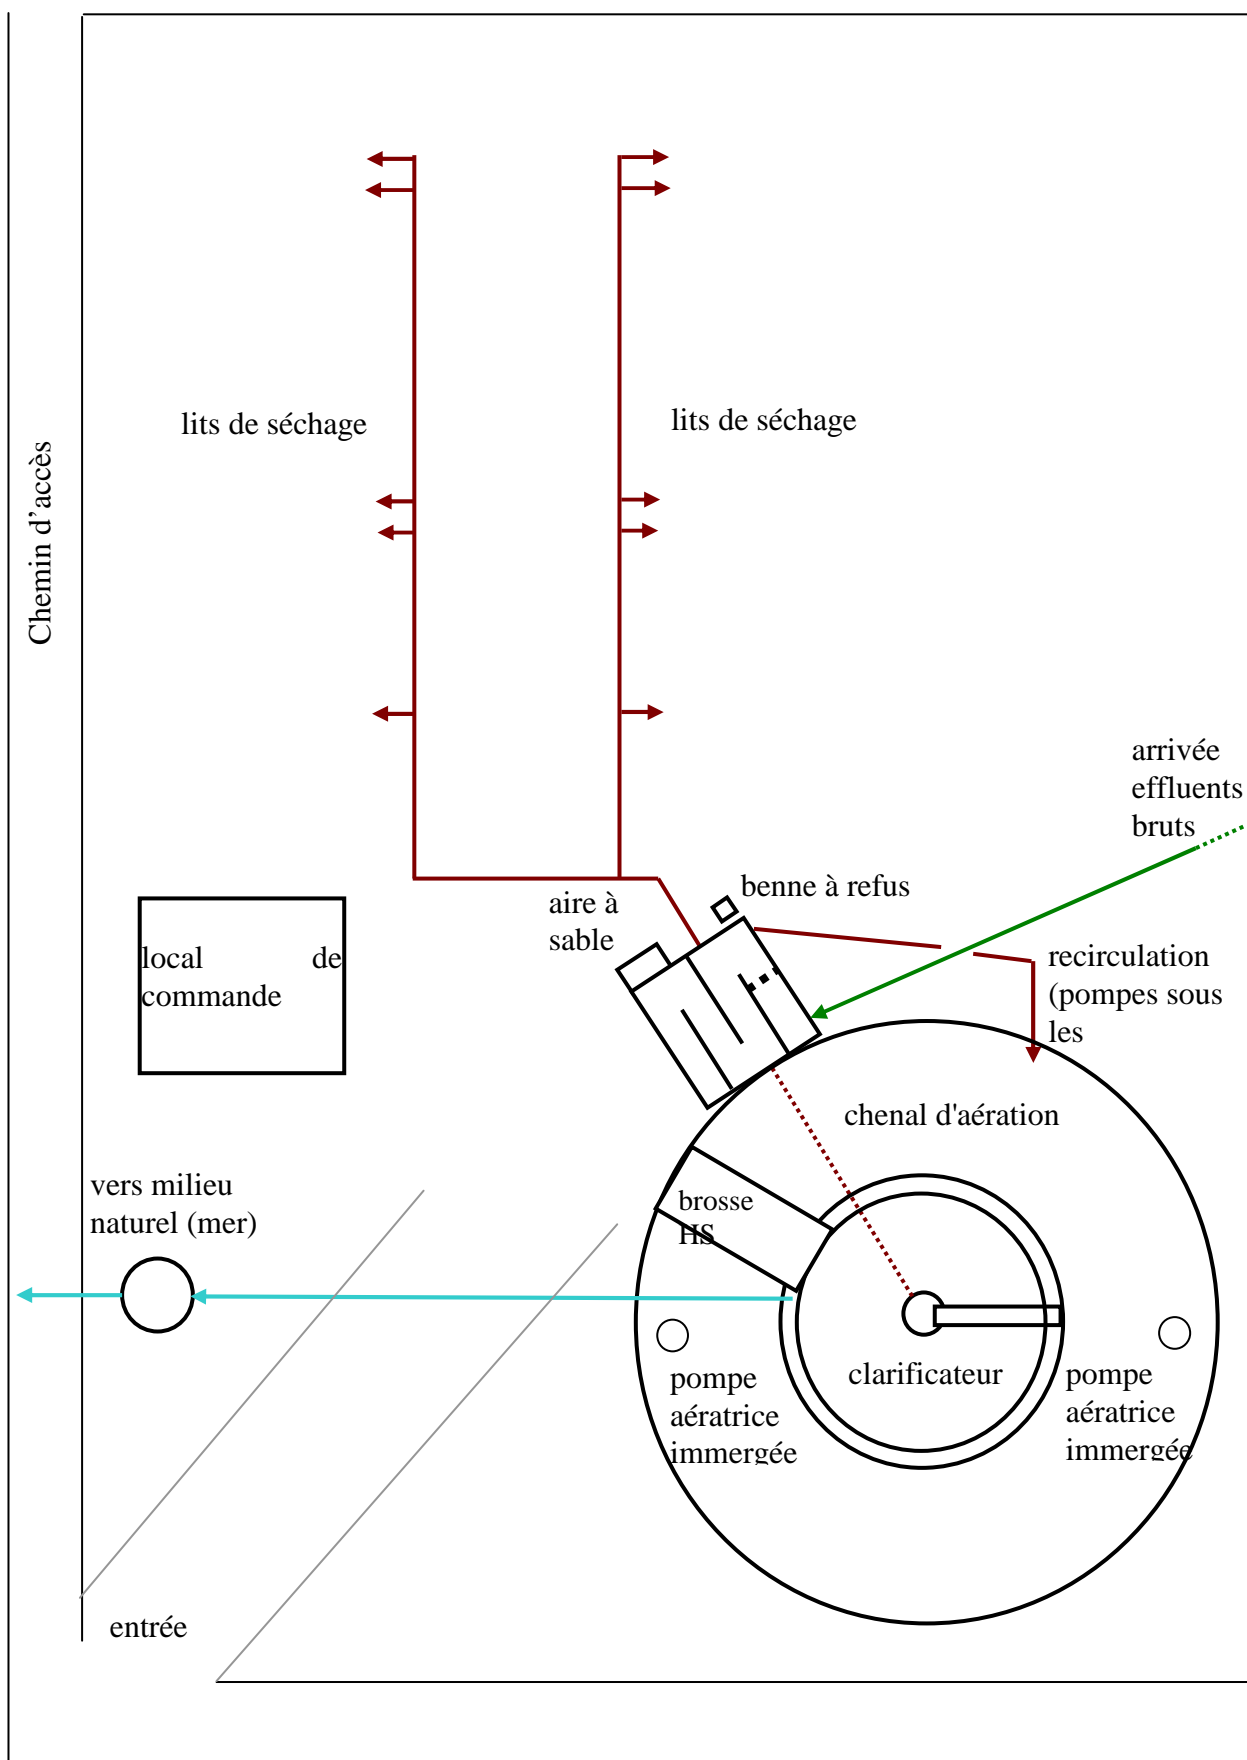 lits de séchage
lits de séchage
Chemin d’accès
arrivée
effluents
bruts
benne à refus
aire à
sable
local de
commande
recirculation
(pompes sous
les
chenal d'aération
vers milieu
naturel (mer)
brosse
HS
clarificateur
pompe
aératrice
immergée
pompe
aératrice
immergée
entrée